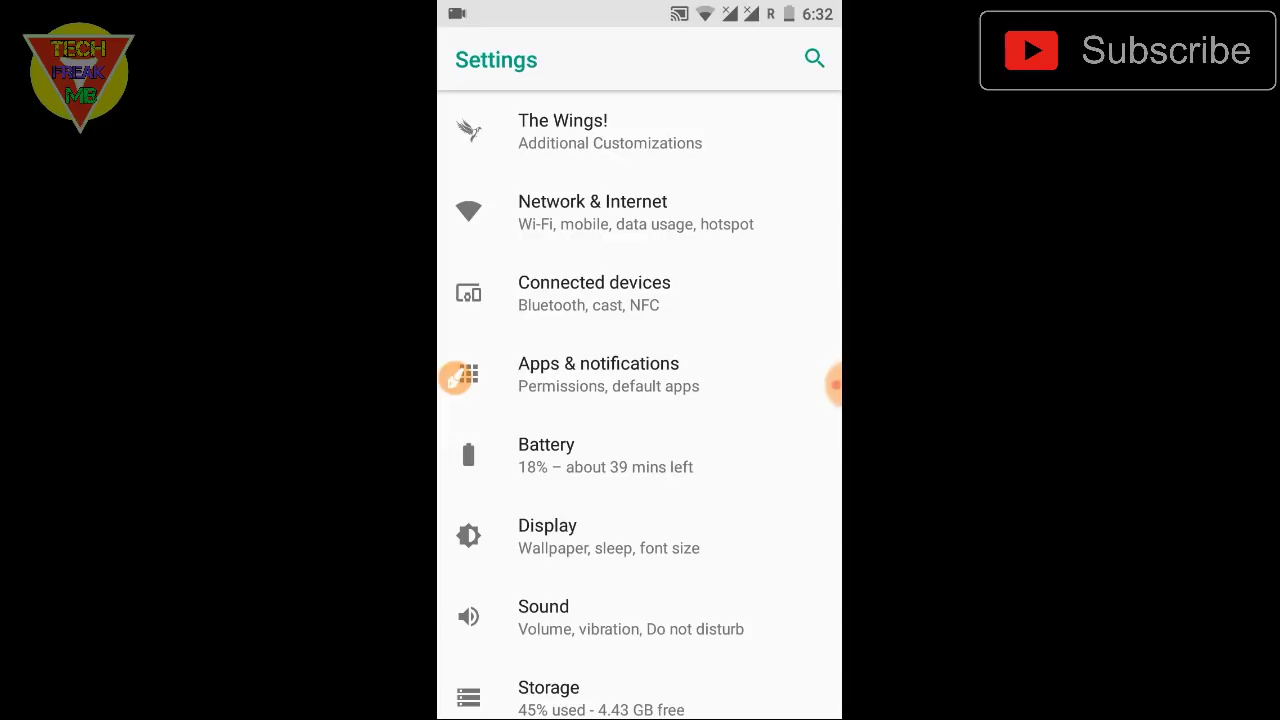 TECH
FREAK
MB
R 6:32
Settings
Subscribe
The Wings!
Additional Customizations
Network & Internet
Wi-Fi, mobile, data usage, hotspot
Connected devices
Bluetooth, cast, NFC
Apps & notifications
Permissions, default apps
Battery
18% – about 39 mins left
Display
Wallpaper, sleep, font size
Sound
Volume, vibration, Do not disturb
Storage
45% used - 4.43 GB free